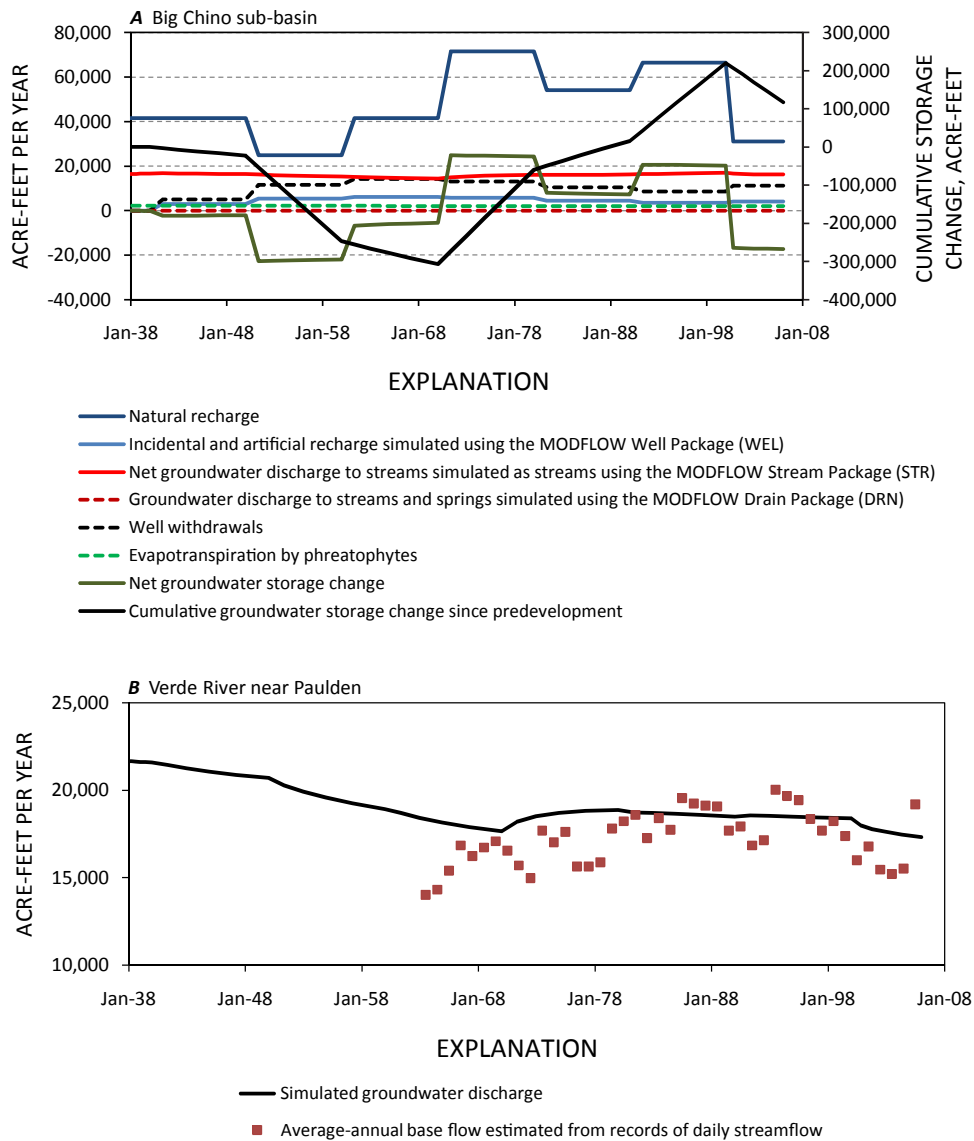 A Big Chino sub-basin
80,000
60,000
40,000
20,000
0
-20,000
-40,000
ACRE-FEET PER YEAR
300,000
200,000
100,000
0
-100,000
-200,000
-300,000
-400,000
CUMULATIVE STORAGE
CHANGE, ACRE-FEET
Jan-38 Jan-48 Jan-58 Jan-68 Jan-78 Jan-88 Jan-98 Jan-08
EXPLANATION
Natural recharge
Incidental and artificial recharge simulated using the MODFLOW Well Package (WEL)
Net groundwater discharge to streams simulated as streams using the MODFLOW Stream Package (STR)
Groundwater discharge to streams and springs simulated using the MODFLOW Drain Package (DRN)
Well withdrawals
Evapotranspiration by phreatophytes
Net groundwater storage change
Cumulative groundwater storage change since predevelopment
B Verde River near Paulden
25,000
20,000
15,000
10,000
ACRE-FEET PER YEAR
Jan-38 Jan-48 Jan-58 Jan-68 Jan-78 Jan-88 Jan-98 Jan-08
EXPLANATION
Simulated groundwater discharge
Average-annual base flow estimated from records of daily streamflow